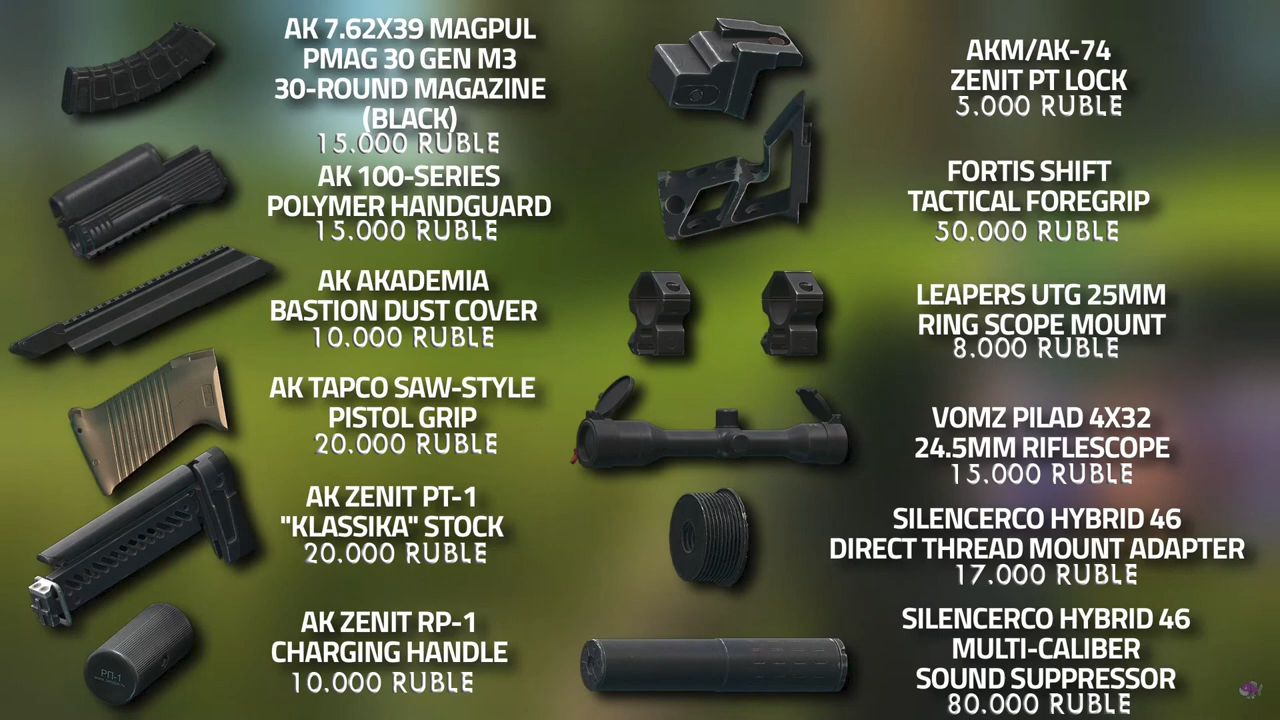 AK 7.62X39 MAGPUL
PMAG 30 GEN M3
30-ROUND MAGAZINE
(BLACK)
15.000 RUBLE
AK 100-SERIES
POLYMER HANDGUARD
15.000 RUBLE
AK AKADEMIA
BASTION DUST COVER
10.000 RUBLE
AK TAPCO SAW-STYLE
PISTOL GRIP
20.000 RUBLE
AK ZENIT PT-1
"KLASSIKA" STOCK
20.000 RUBLE
AK ZENIT RP-1
CHARGING HANDLE
10.000 RUBLE
РП-1
AKM/AK-74
ZENIT PT LOCK
5.000 RUBLE
FORTIS SHIFT
TACTICAL FOREGRIP
50.000 RUBLE
LEAPERS UTG 25MM
RING SCOPE MOUNT
8.000 RUBLE
VOMZ PILAD 4X32
24.5MM RIFLESCOPE
15.000 RUBLE
SILENCERCO HYBRID 46
DIRECT THREAD MOUNT ADAPTER
17.000 RUBLE
SILENCERCO HYBRID 46
MULTI-CALIBER
SOUND SUPPRESSOR
80.000 RUBLE